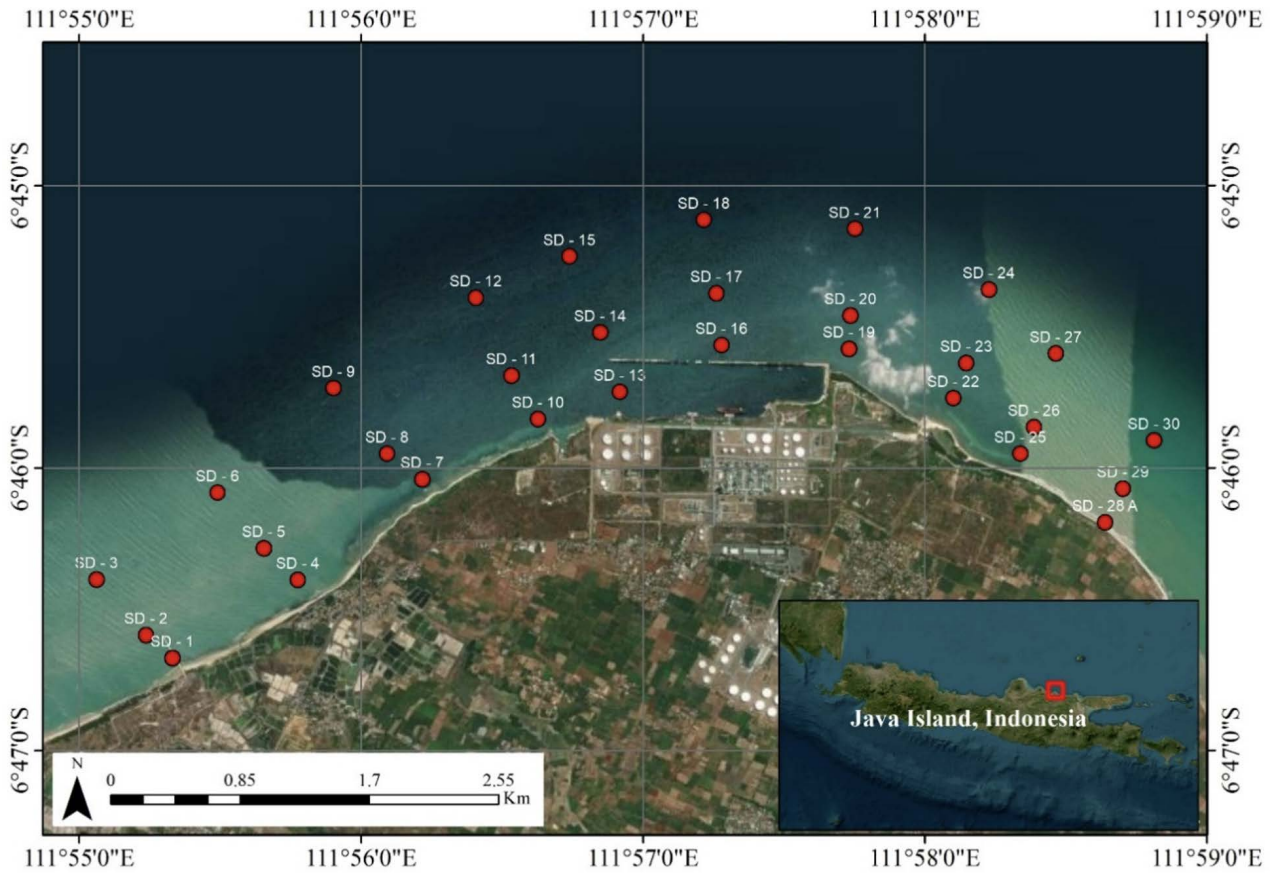 111°55'0"E 111°56'0"E 111°57'0"E 111°58'0"E 111°59'0"E
6°45'0"S 6°45'0"S
SD - 18
SD - 21
SD - 15
SD - 24
SD - 12
SD - 17
SD - 20
SD - 14
SD - 16
SD - 19
SD - 27
SD - 23
SD - 11
SD - 9
SD - 13
SD - 22
SD - 10
SD - 26
SD - 30
SD - 8
SD - 25
SD - 7
6°46'0"S 6°46'0"S
SD - 6
SD - 29
SD - 28 A
SD - 5
SD - 3
SD - 4
SD - 2
SD - 1
Java Island, Indonesia
6°47'0"S 6°47'0"S
N
0 0.85 1.7 2.55
Km
111°55'0"E 111°56'0"E 111°57'0"E 111°58'0"E 111°59'0"E